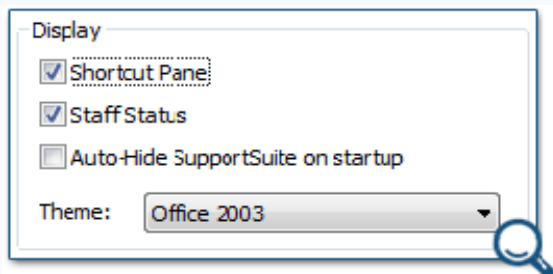 Display
Shortcut Pane
Staff Status
Auto-Hide SupportSuite on startup
Theme: Office 2003